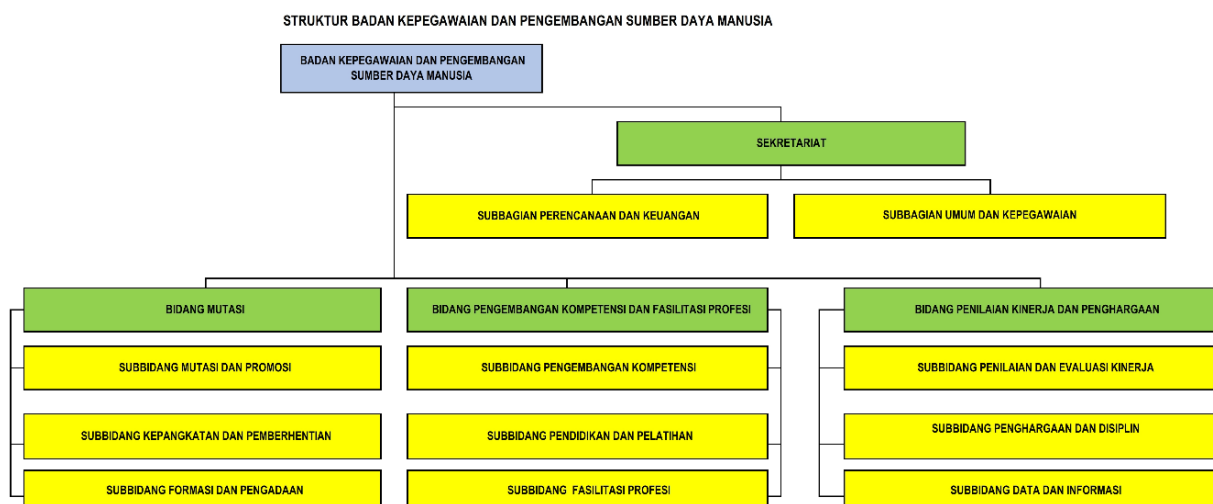 STRUKTUR BADAN KEPEGAWAIAN DAN PENGEMBANGAN SUMBER DAYA MANUSIA
BADAN KEPEGAWAIAN DAN PENGEMBANGAN
SUMBER DAYA MANUSIA
SEKRETARIAT
SUBBAGIAN PERENCANAAN DAN KEUANGAN
SUBBAGIAN UMUM DAN KEPEGAWAIAN
BIDANG MUTASI
SUBBIDANG MUTASI DAN PROMOSI
SUBBIDANG KEPANGKATAN DAN PEMBERHENTIAN
SUBBIDANG FORMASI DAN PENGADAAN
BIDANG PENGEMBANGAN KOMPETENSI DAN FASILITASI PROFESI
SUBBIDANG PENGEMBANGAN KOMPETENSI
SUBBIDANG PENDIDIKAN DAN PELATIHAN
SUBBIDANG FASILITASI PROFESI
BIDANG PENILAIAN KINERJA DAN PENGHARGAAN
SUBBIDANG PENILAIAN DAN EVALUASI KINERJA
SUBBIDANG PENGHARGAAN DAN DISIPLIN
SUBBIDANG DATA DAN INFORMASI